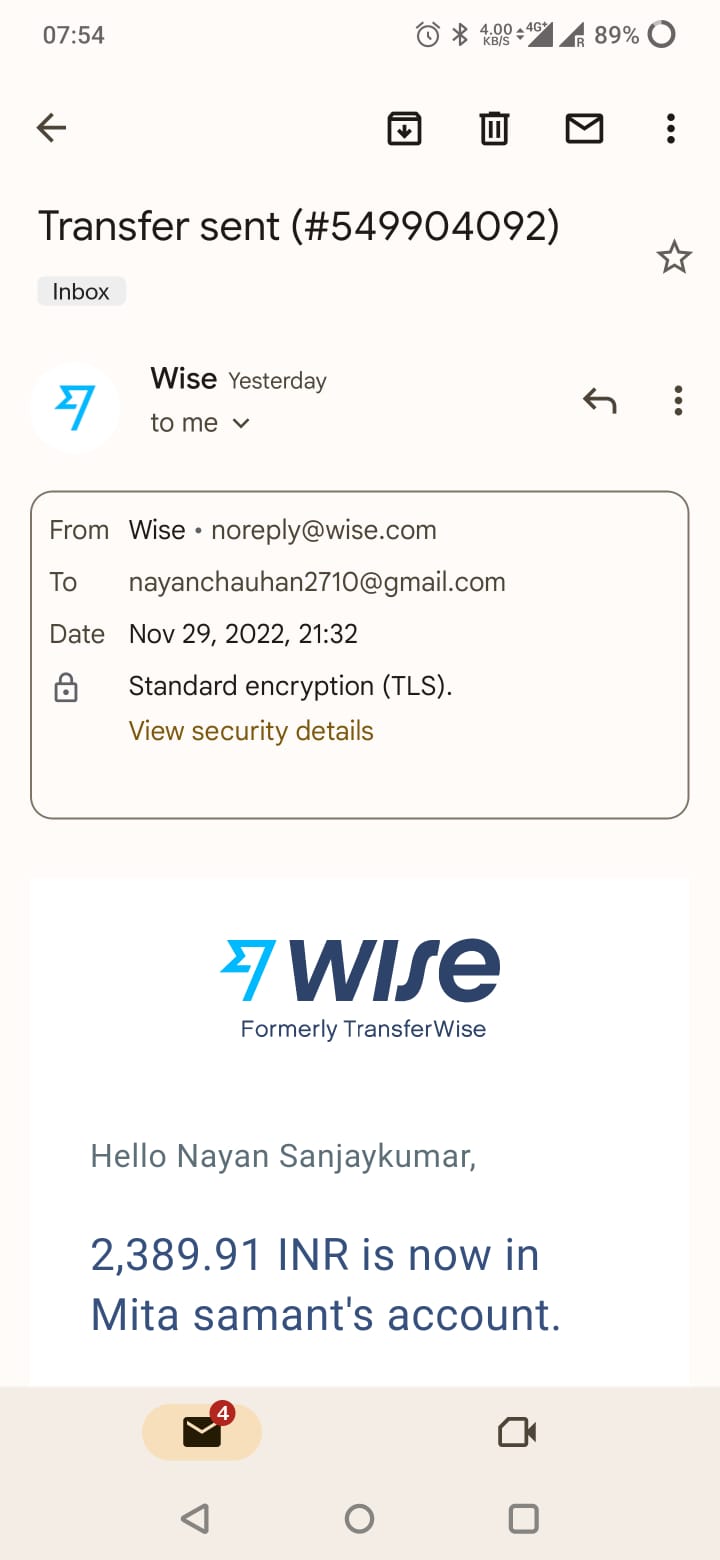 07:54
4.00 KB/S 4G+ R 89%
Transfer sent (#549904092)
Inbox
Wise Yesterday
to me
From Wise • noreply@wise.com
To nayanchauhan2710@gmail.com
Date Nov 29, 2022, 21:32
Standard encryption (TLS).
View security details
WISE
Formerly TransferWise
Hello Nayan Sanjaykumar,
2,389.91 INR is now in
Mita samant's account.
4